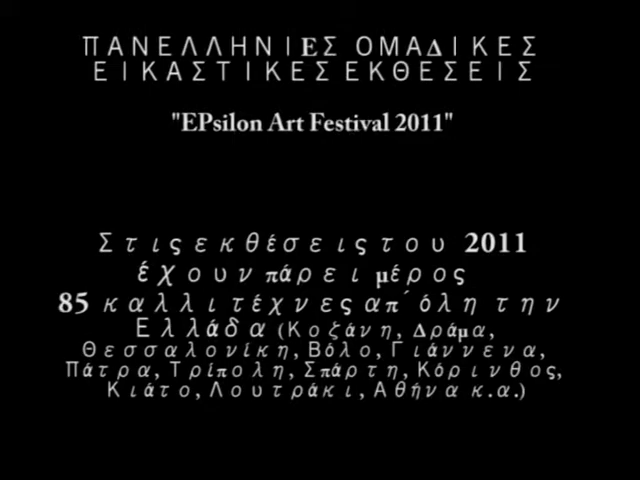 ΠΑΝΕΛΛΗΝΙΕΣ ΟΜΑΔΙΚΕΣ
ΕΙΚΑΣΤΙΚΕΣ ΕΚΘΕΣΕΙΣ
"EPsilon Art Festival 2011"
Στις εκθέσεις του 2011
έχουν πάρει μέρος
85 καλλιτέχνες απ΄όλη την
Ελλάδα (Κοζάνη, Δράμα,
Θεσσαλονίκη, Βόλο, Γιάννενα,
Πάτρα, Τρίπολη, Σπάρτη, Κόρινθος,
Κιάτο, Λουτράκι, Αθήνα κ.α.)